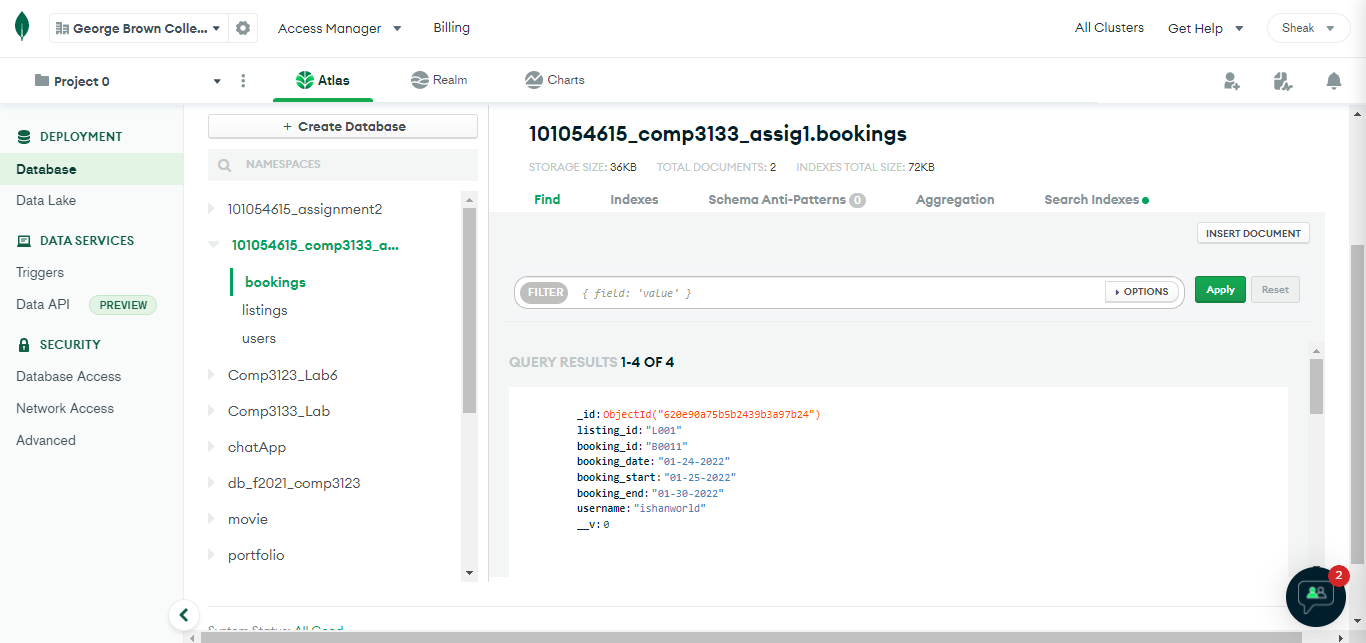 George Brown Colle...
Access Manager
Billing
All Clusters
Get Help
Sheak
Project 0
Atlas
Realm
Charts
DEPLOYMENT
Database
Data Lake
DATA SERVICES
Triggers
Data API PREVIEW
SECURITY
Database Access
Network Access
Advanced
+ Create Database
NAMESPACES
101054615_assignment2
101054615_comp3133_a...
bookings
listings
users
Comp3123_Lab6
Comp3133_Lab
chatApp
db_f2021_comp3123
movie
portfolio
101054615_comp3133_assig1.bookings
STORAGE SIZE: 36KB TOTAL DOCUMENTS: 2 INDEXES TOTAL SIZE: 72KB
Find Indexes Schema Anti-Patterns 0 Aggregation Search Indexes
INSERT DOCUMENT
FILTER { field: 'value' } OPTIONS Apply Reset
QUERY RESULTS 1-4 OF 4
_id: ObjectId("620e90a75b5b2439b3a97b24")
listing_id: "L001"
booking_id: "B0011"
booking_date: "01-24-2022"
booking_start: "01-25-2022"
booking_end: "01-30-2022"
username: "ishanworld"
__v: 0
2
System Status: All Good